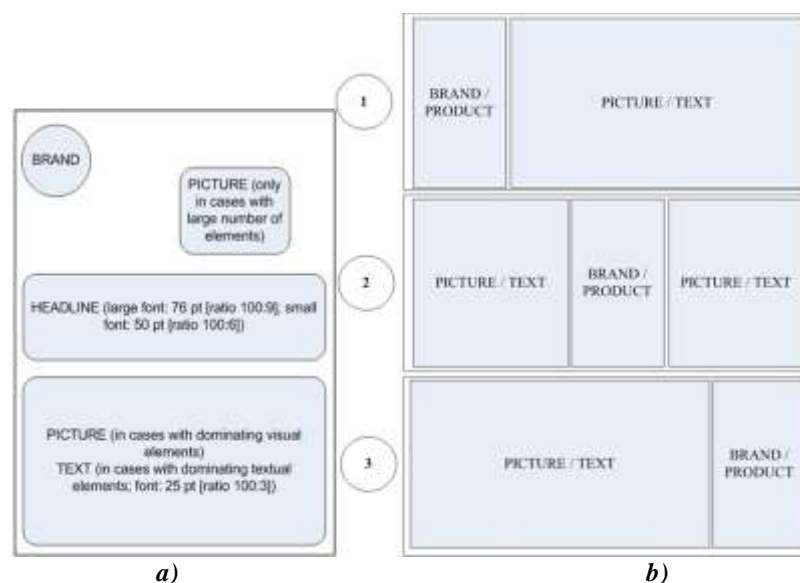 BRAND
PICTURE (only
in cases with
large number of
elements)
HEADLINE (large font: 76 pt [ratio 100:9]; small
font: 50 pt [ratio 100:6])
PICTURE (in cases with dominating visual
elements)
TEXT (in cases with dominating textual
elements; font: 25 pt [ratio 100:3])
a)
1
BRAND /
PRODUCT
PICTURE / TEXT
2
PICTURE / TEXT
BRAND /
PRODUCT
PICTURE / TEXT
3
PICTURE / TEXT
BRAND /
PRODUCT
b)